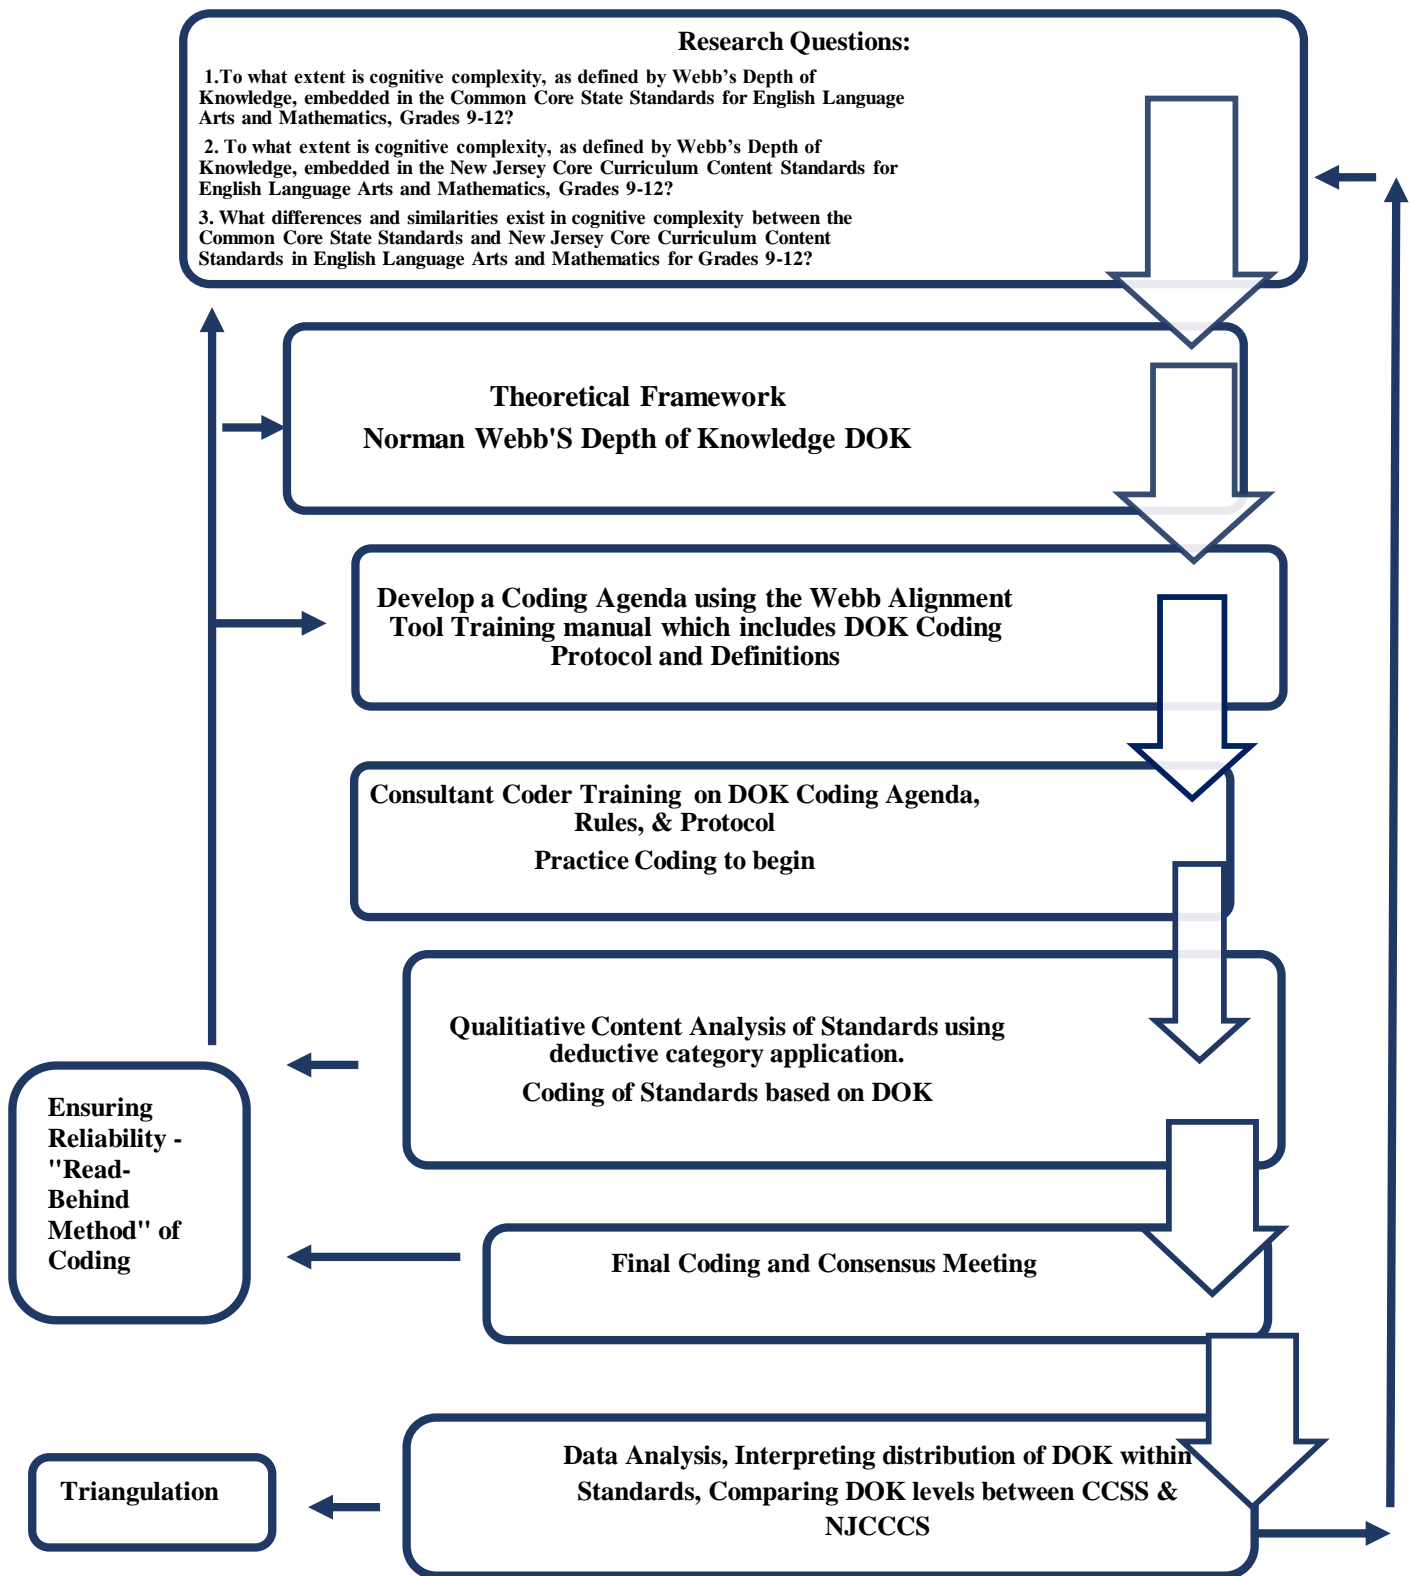 Research Questions:
1.To what extent is cognitive complexity, as defined by Webb's Depth of
Knowledge, embedded in the Common Core State Standards for English Language
Arts and Mathematics, Grades 9-12?
2. To what extent is cognitive complexity, as defined by Webb's Depth of
Knowledge, embedded in the New Jersey Core Curriculum Content Standards for
English Language Arts and Mathematics, Grades 9-12?
3. What differences and similarities exist in cognitive complexity between the
Common Core State Standards and New Jersey Core Curriculum Content
Standards in English Language Arts and Mathematics for Grades 9-12?
Theoretical Framework
Norman Webb'S Depth of Knowledge DOK
Develop a Coding Agenda using the Webb Alignment
Tool Training manual which includes DOK Coding
Protocol and Definitions
Consultant Coder Training on DOK Coding Agenda,
Rules, & Protocol
Practice Coding to begin
Qualitiative Content Analysis of Standards using
deductive category application.
Coding of Standards based on DOK
Ensuring
Reliability -
"Read-
Behind
Method" of
Coding
Final Coding and Consensus Meeting
Data Analysis, Interpreting distribution of DOK within
Standards, Comparing DOK levels between CCSS &
NJCCCS
Triangulation